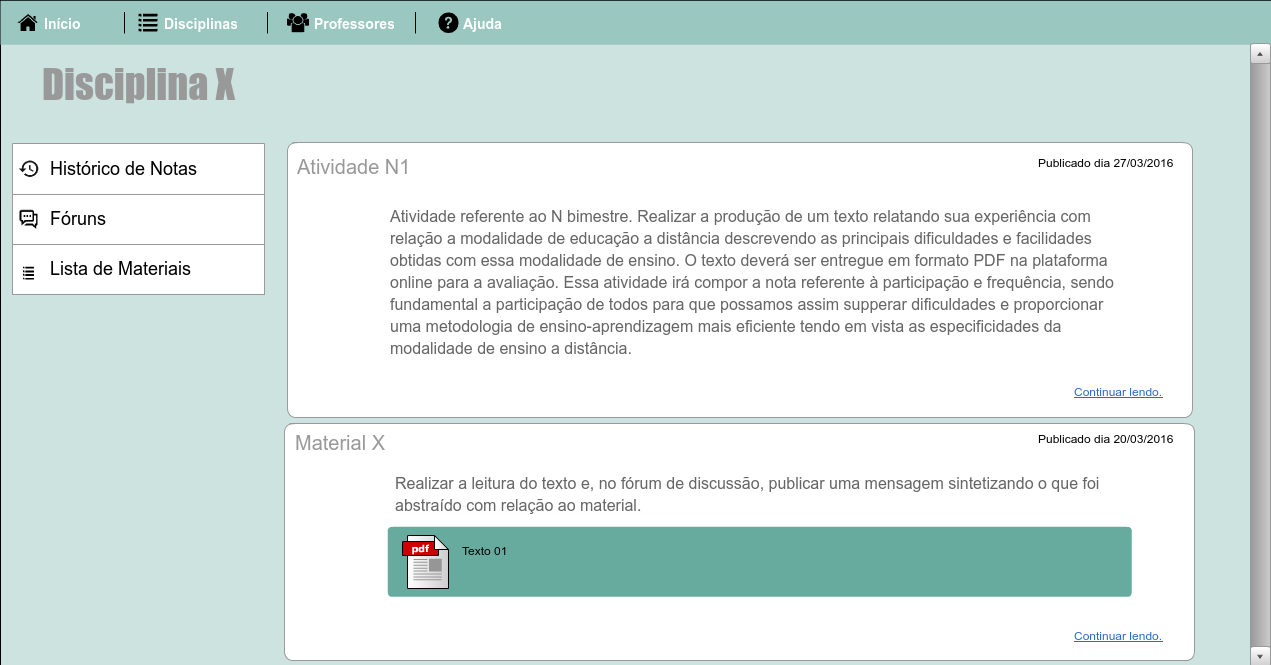 Início
Disciplinas
Professores
? Ajuda
Disciplina X
Histórico de Notas
Fóruns
Lista de Materiais
Atividade N1
Publicado dia 27/03/2016
Atividade referente ao N bimestre. Realizar a produção de um texto relatando sua experiência com
relação a modalidade de educação a distância descrevendo as principais dificuldades e facilidades
obtidas com essa modalidade de ensino. O texto deverá ser entregue em formato PDF na plataforma
online para a avaliação. Essa atividade irá compor a nota referente à participação e frequência, sendo
fundamental a participação de todos para que possamos assim supperar dificuldades e proporcionar
uma metodologia de ensino-aprendizagem mais eficiente tendo em vista as especificidades da
modalidade de ensino a distância.
Continuar lendo.
Material X
Publicado dia 20/03/2016
Realizar a leitura do texto e, no fórum de discussão, publicar uma mensagem sintetizando o que foi
abstraído com relação ao material.
pdf
Texto 01
Continuar lendo.